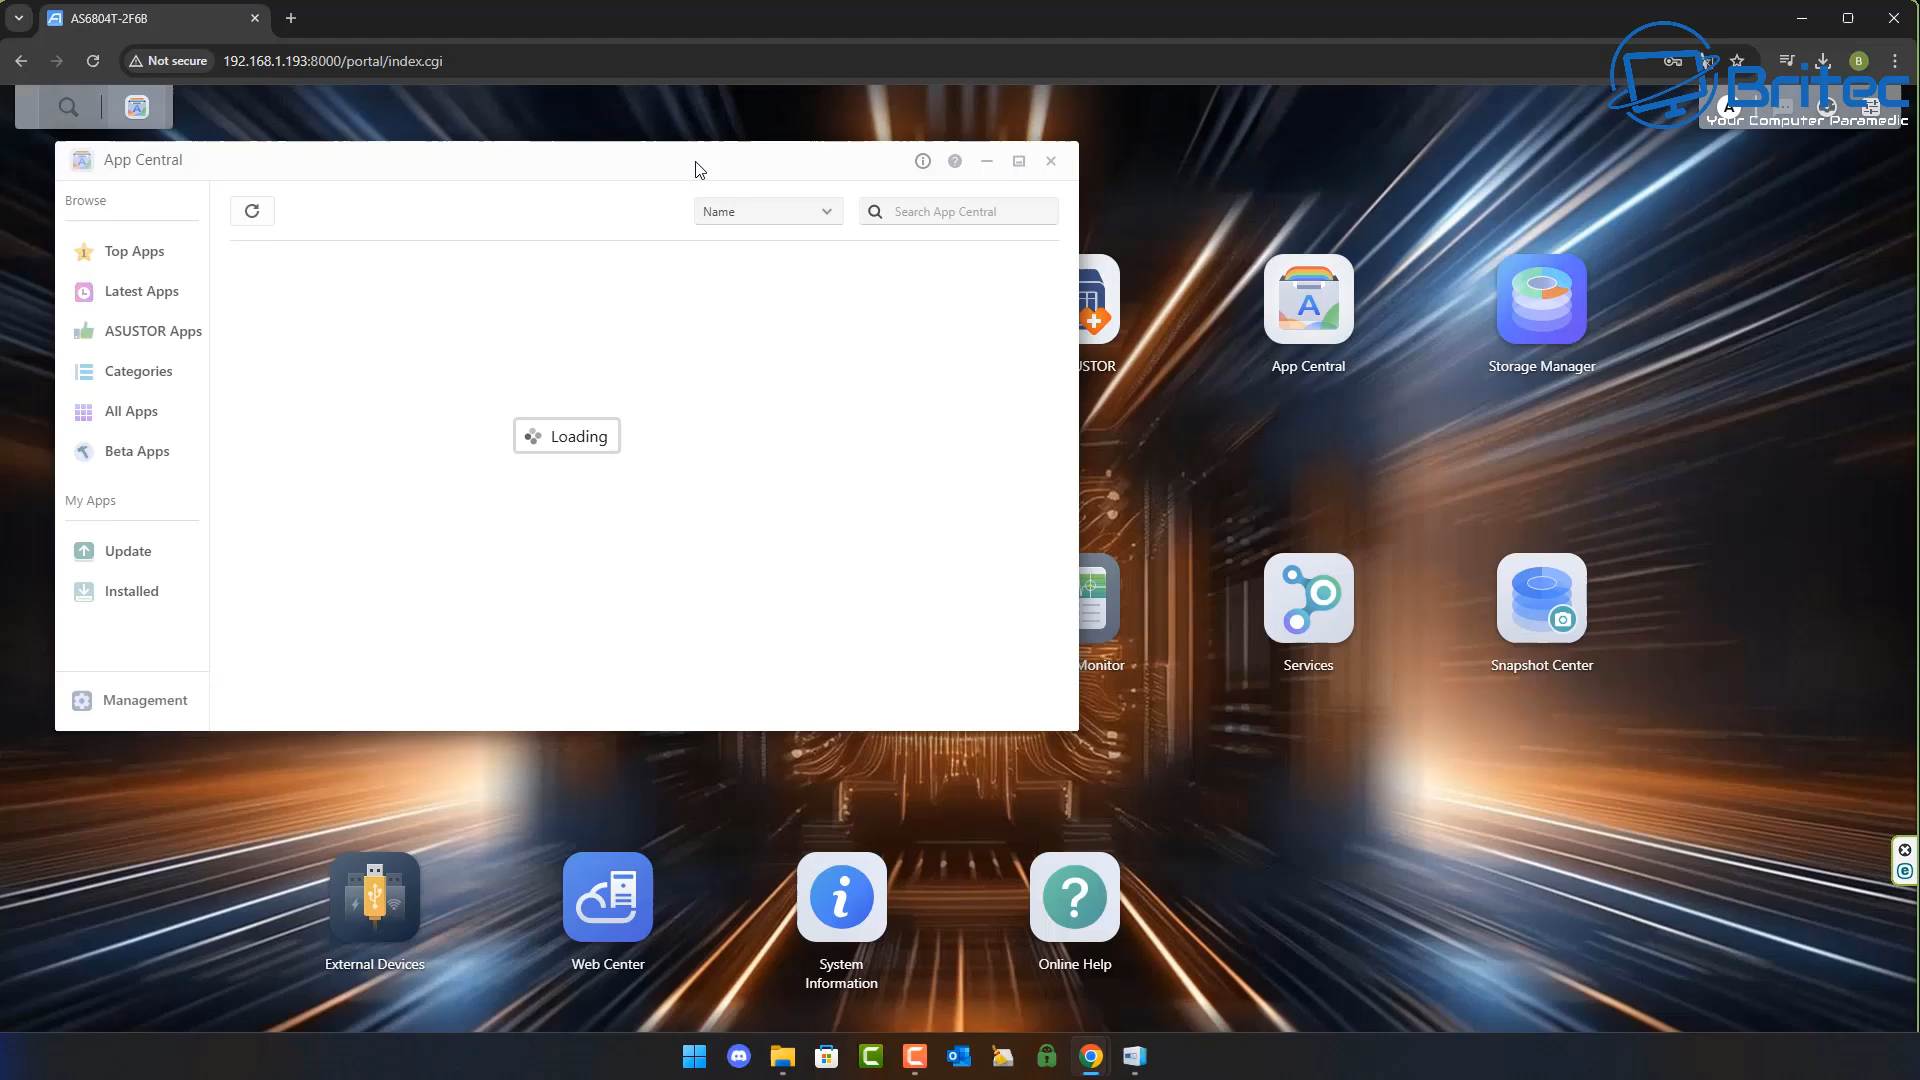 AS6804T-2F6B
Not secure
192.168.1.193:8000/portal/index.cgi
B
Britec
Your Computer Paramedic
App Central
Browse
Name
Search App Central
Top Apps
Latest Apps
ASUSTOR Apps
Categories
All Apps
Beta Apps
Loading
My Apps
Update
Installed
Management
USTOR
App Central
Storage Manager
Monitor
Services
Snapshot Center
External Devices
Web Center
System
Information
Online Help